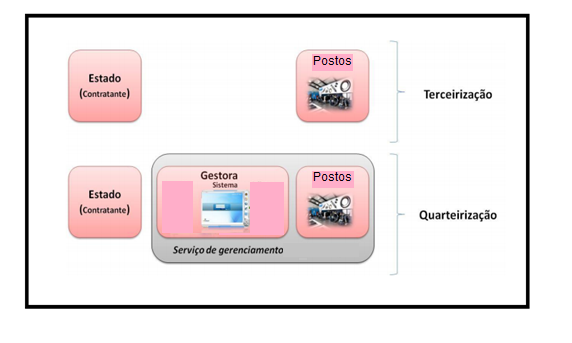 Estado
(Contratante)
Postos
Terceirização
Estado
(Contratante)
Gestora
Sistema
Postos
Serviço de gerenciamento
Quarteirização